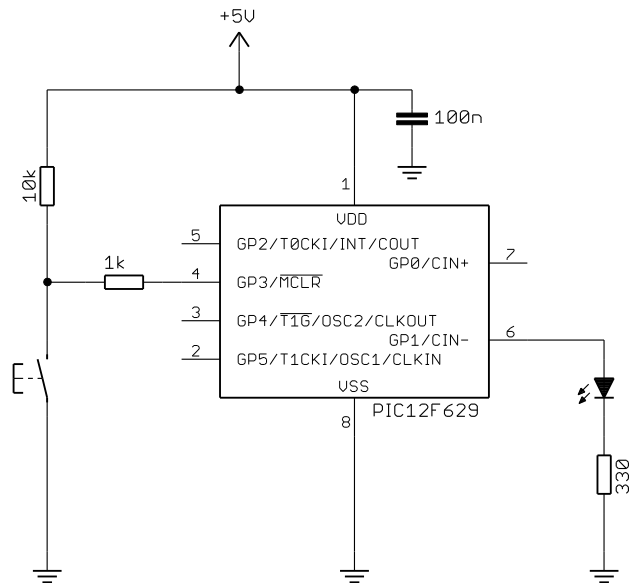 +5V
100n
10k
1
VDD
5
GP2/T0CKI/INT/COUT
7
GP0/CIN+
1k
4
GP3/MCLR
3
GP4/T1G/OSC2/CLKOUT
6
GP1/CIN-
2
GP5/T1CKI/OSC1/CLKIN
VSS
PIC12F629
8
330